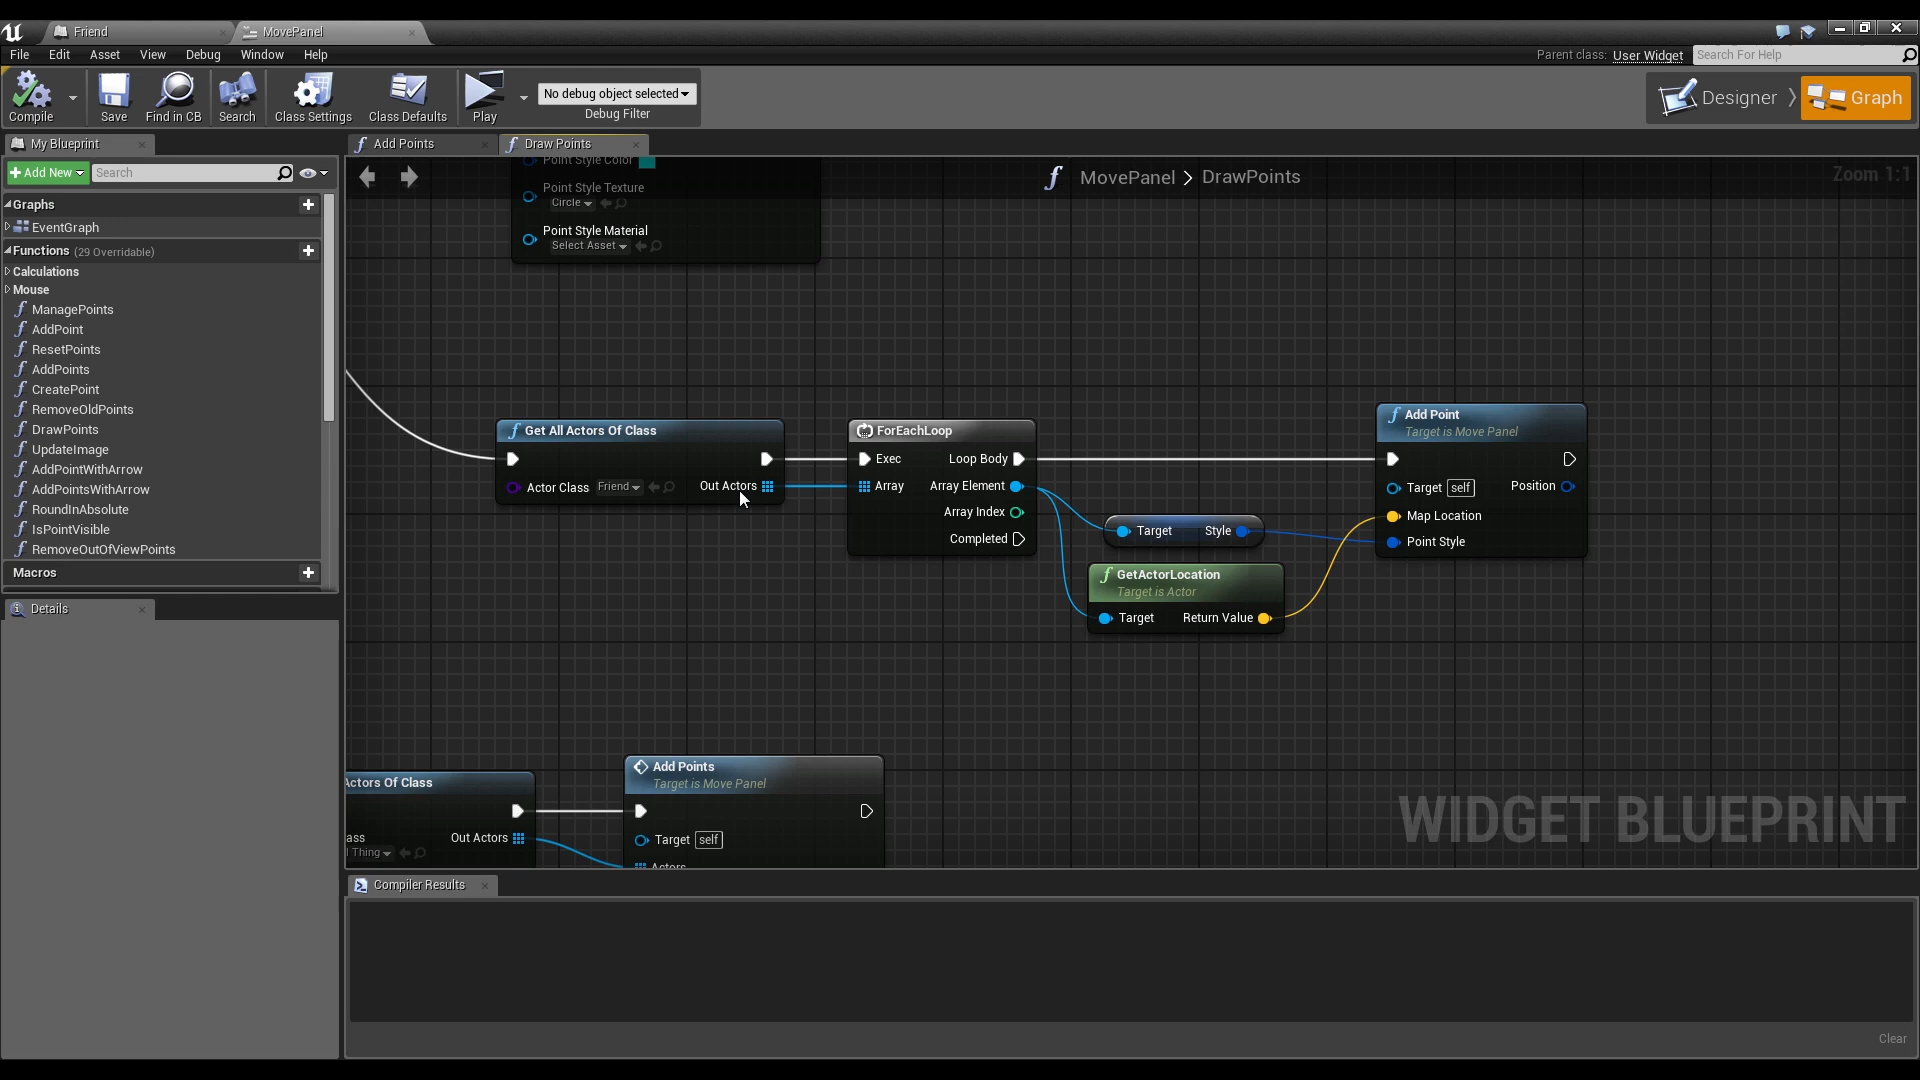 Friend
MovePanel
File Edit Asset View Debug Window Help
Parent class: User Widget
Search For Help
Compile
Save
Find in CB
Search
Class Settings
Class Defaults
Play
No debug object selected
Debug Filter
Designer
Graph
My Blueprint
Add Points
Draw Points
Add New
Search
MovePanel > DrawPoints
Zoom 1:1
Graphs
EventGraph
Functions (29 Overridable)
Calculations
Mouse
ManagePoints
AddPoint
ResetPoints
AddPoints
CreatePoint
RemoveOldPoints
DrawPoints
UpdateImage
AddPointWithArrow
AddPointsWithArrow
RoundInAbsolute
IsPointVisible
RemoveOutOfViewPoints
Macros
Details
Point Style Color
Point Style Texture
Circle
Point Style Material
Select Asset
Get All Actors Of Class
Actor Class Friend
Out Actors
ForEachLoop
Exec Loop Body
Array Array Element
Array Index
Completed
Target Style
GetActorLocation
Target is Actor
Target Return Value
Add Point
Target is Move Panel
Target self Position
Map Location
Point Style
Actors Of Class
ass
Out Actors
l Thing
Add Points
Target is Move Panel
Target self
Actors
WIDGET BLUEPRINT
Compiler Results
Clear